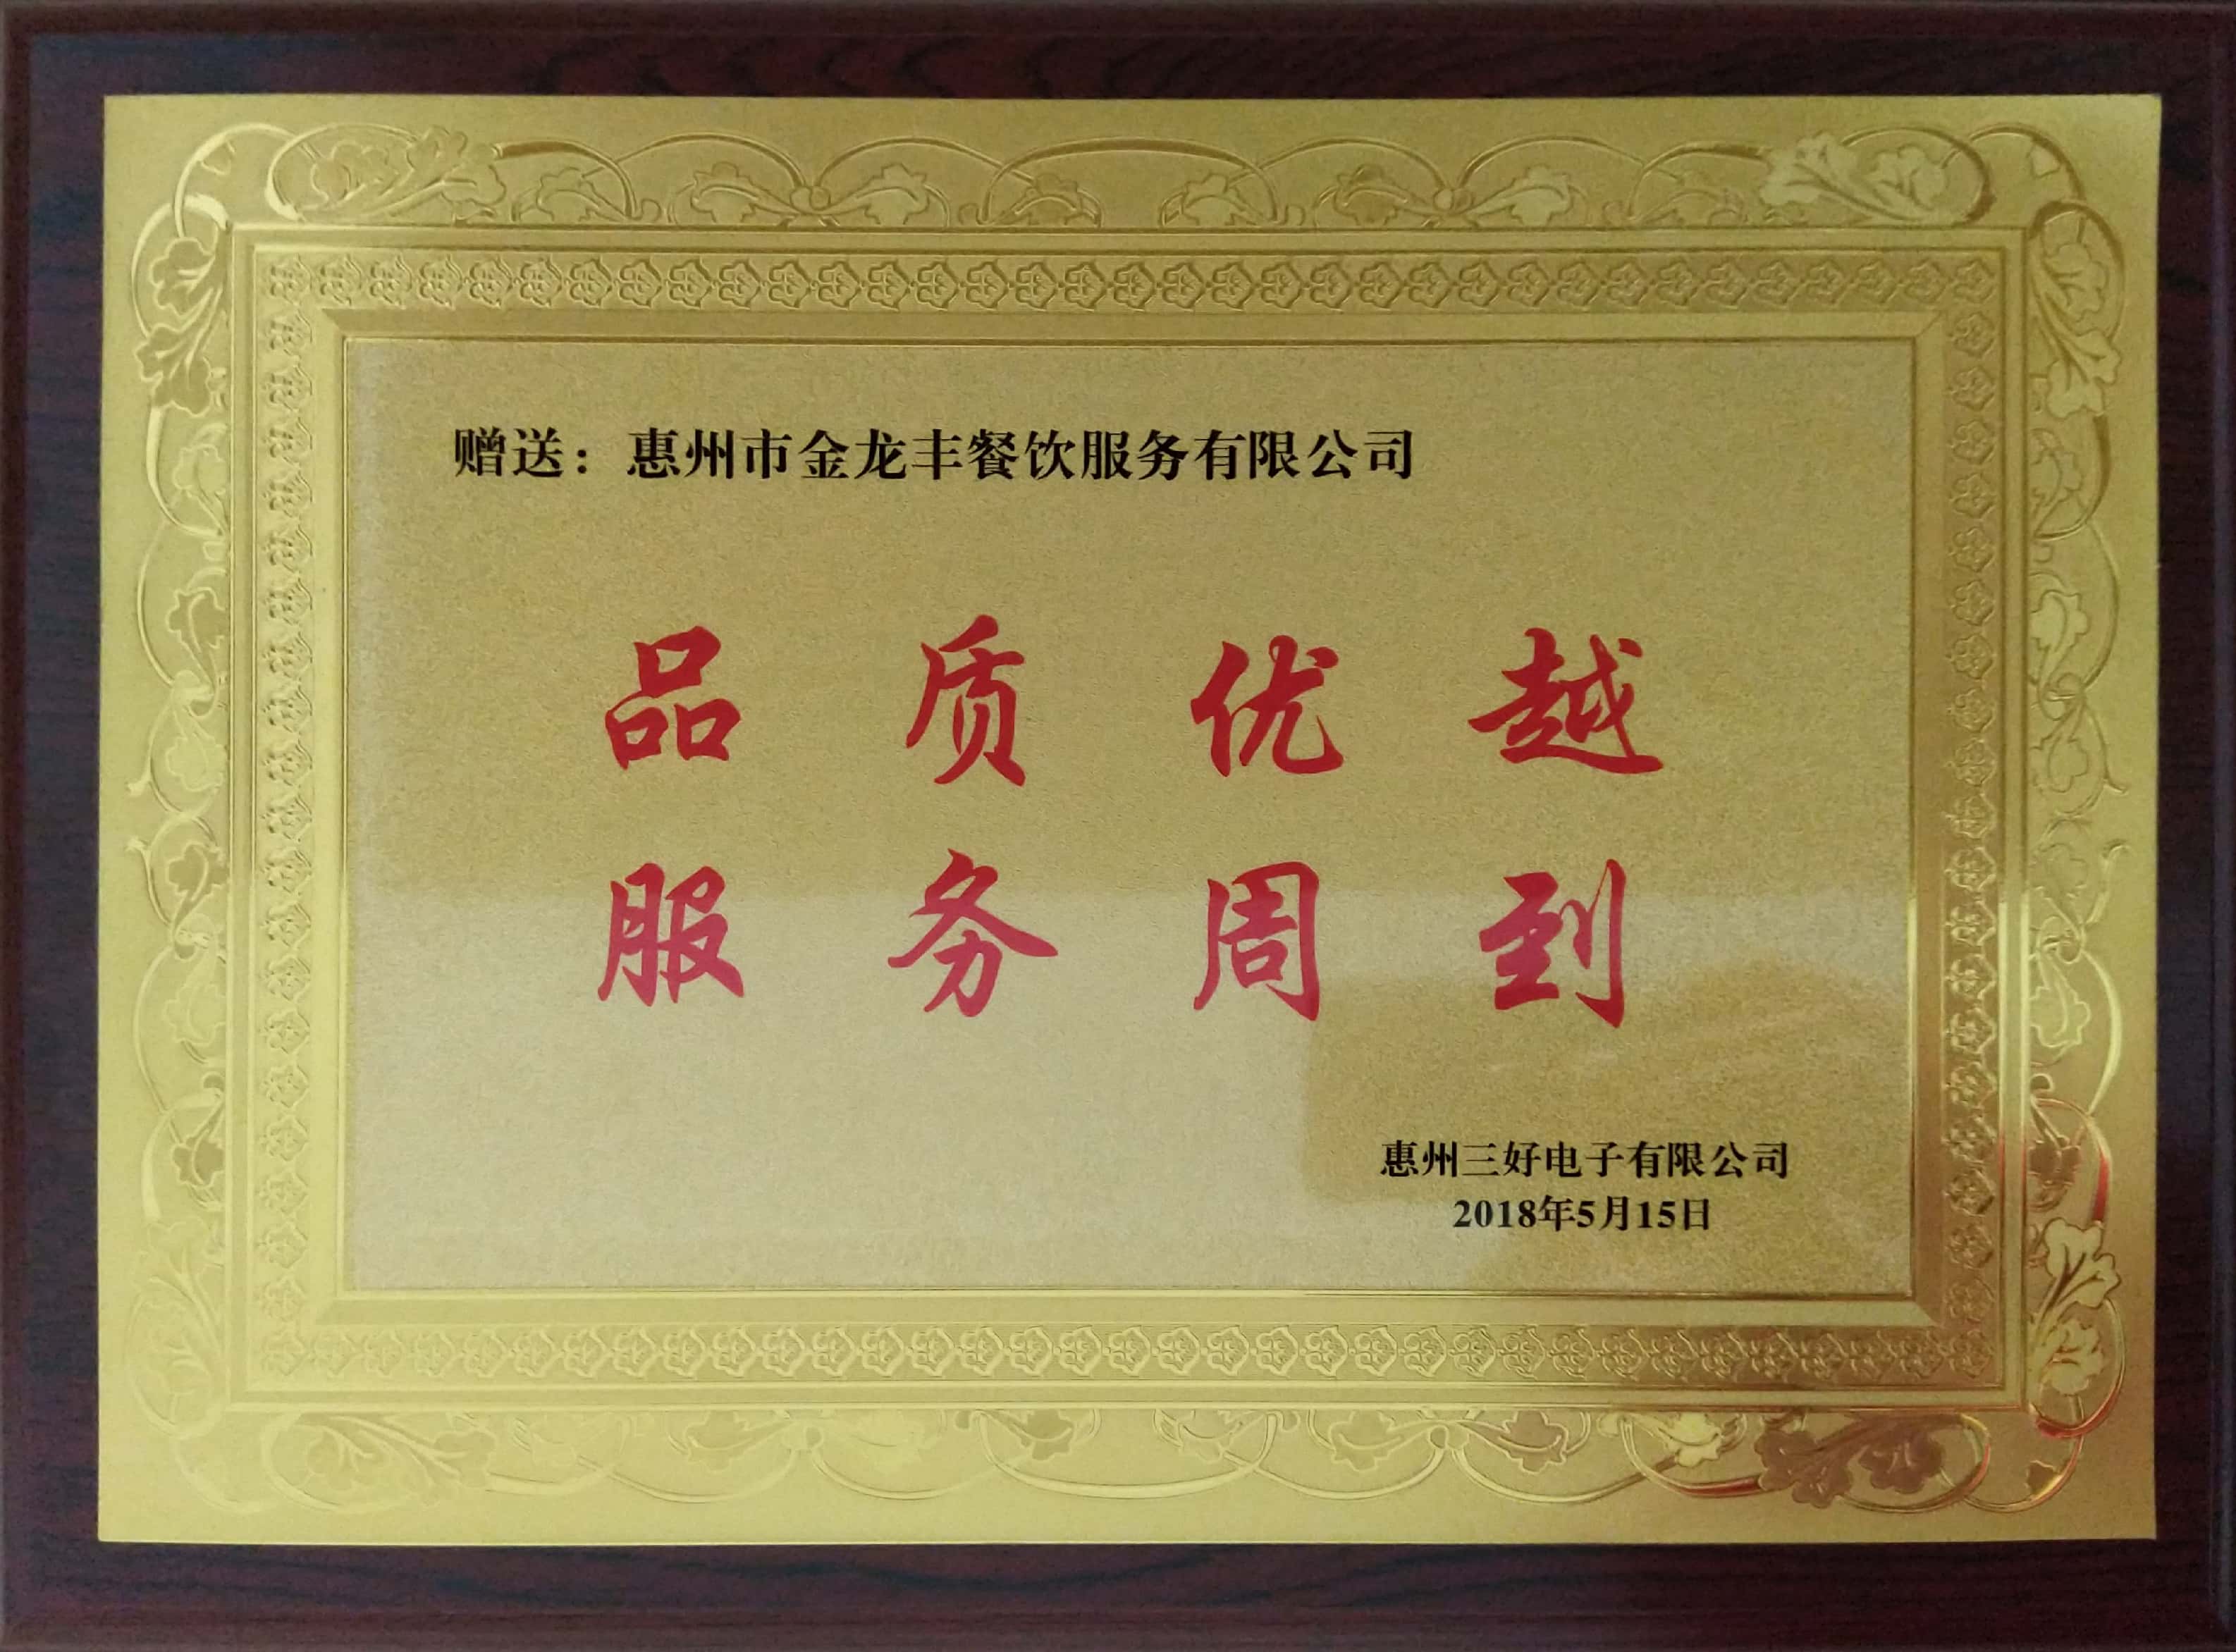 赠送：惠州市金龙丰餐饮服务有限公司
品质优越
服务周到
惠州三好电子有限公司
2018年5月15日